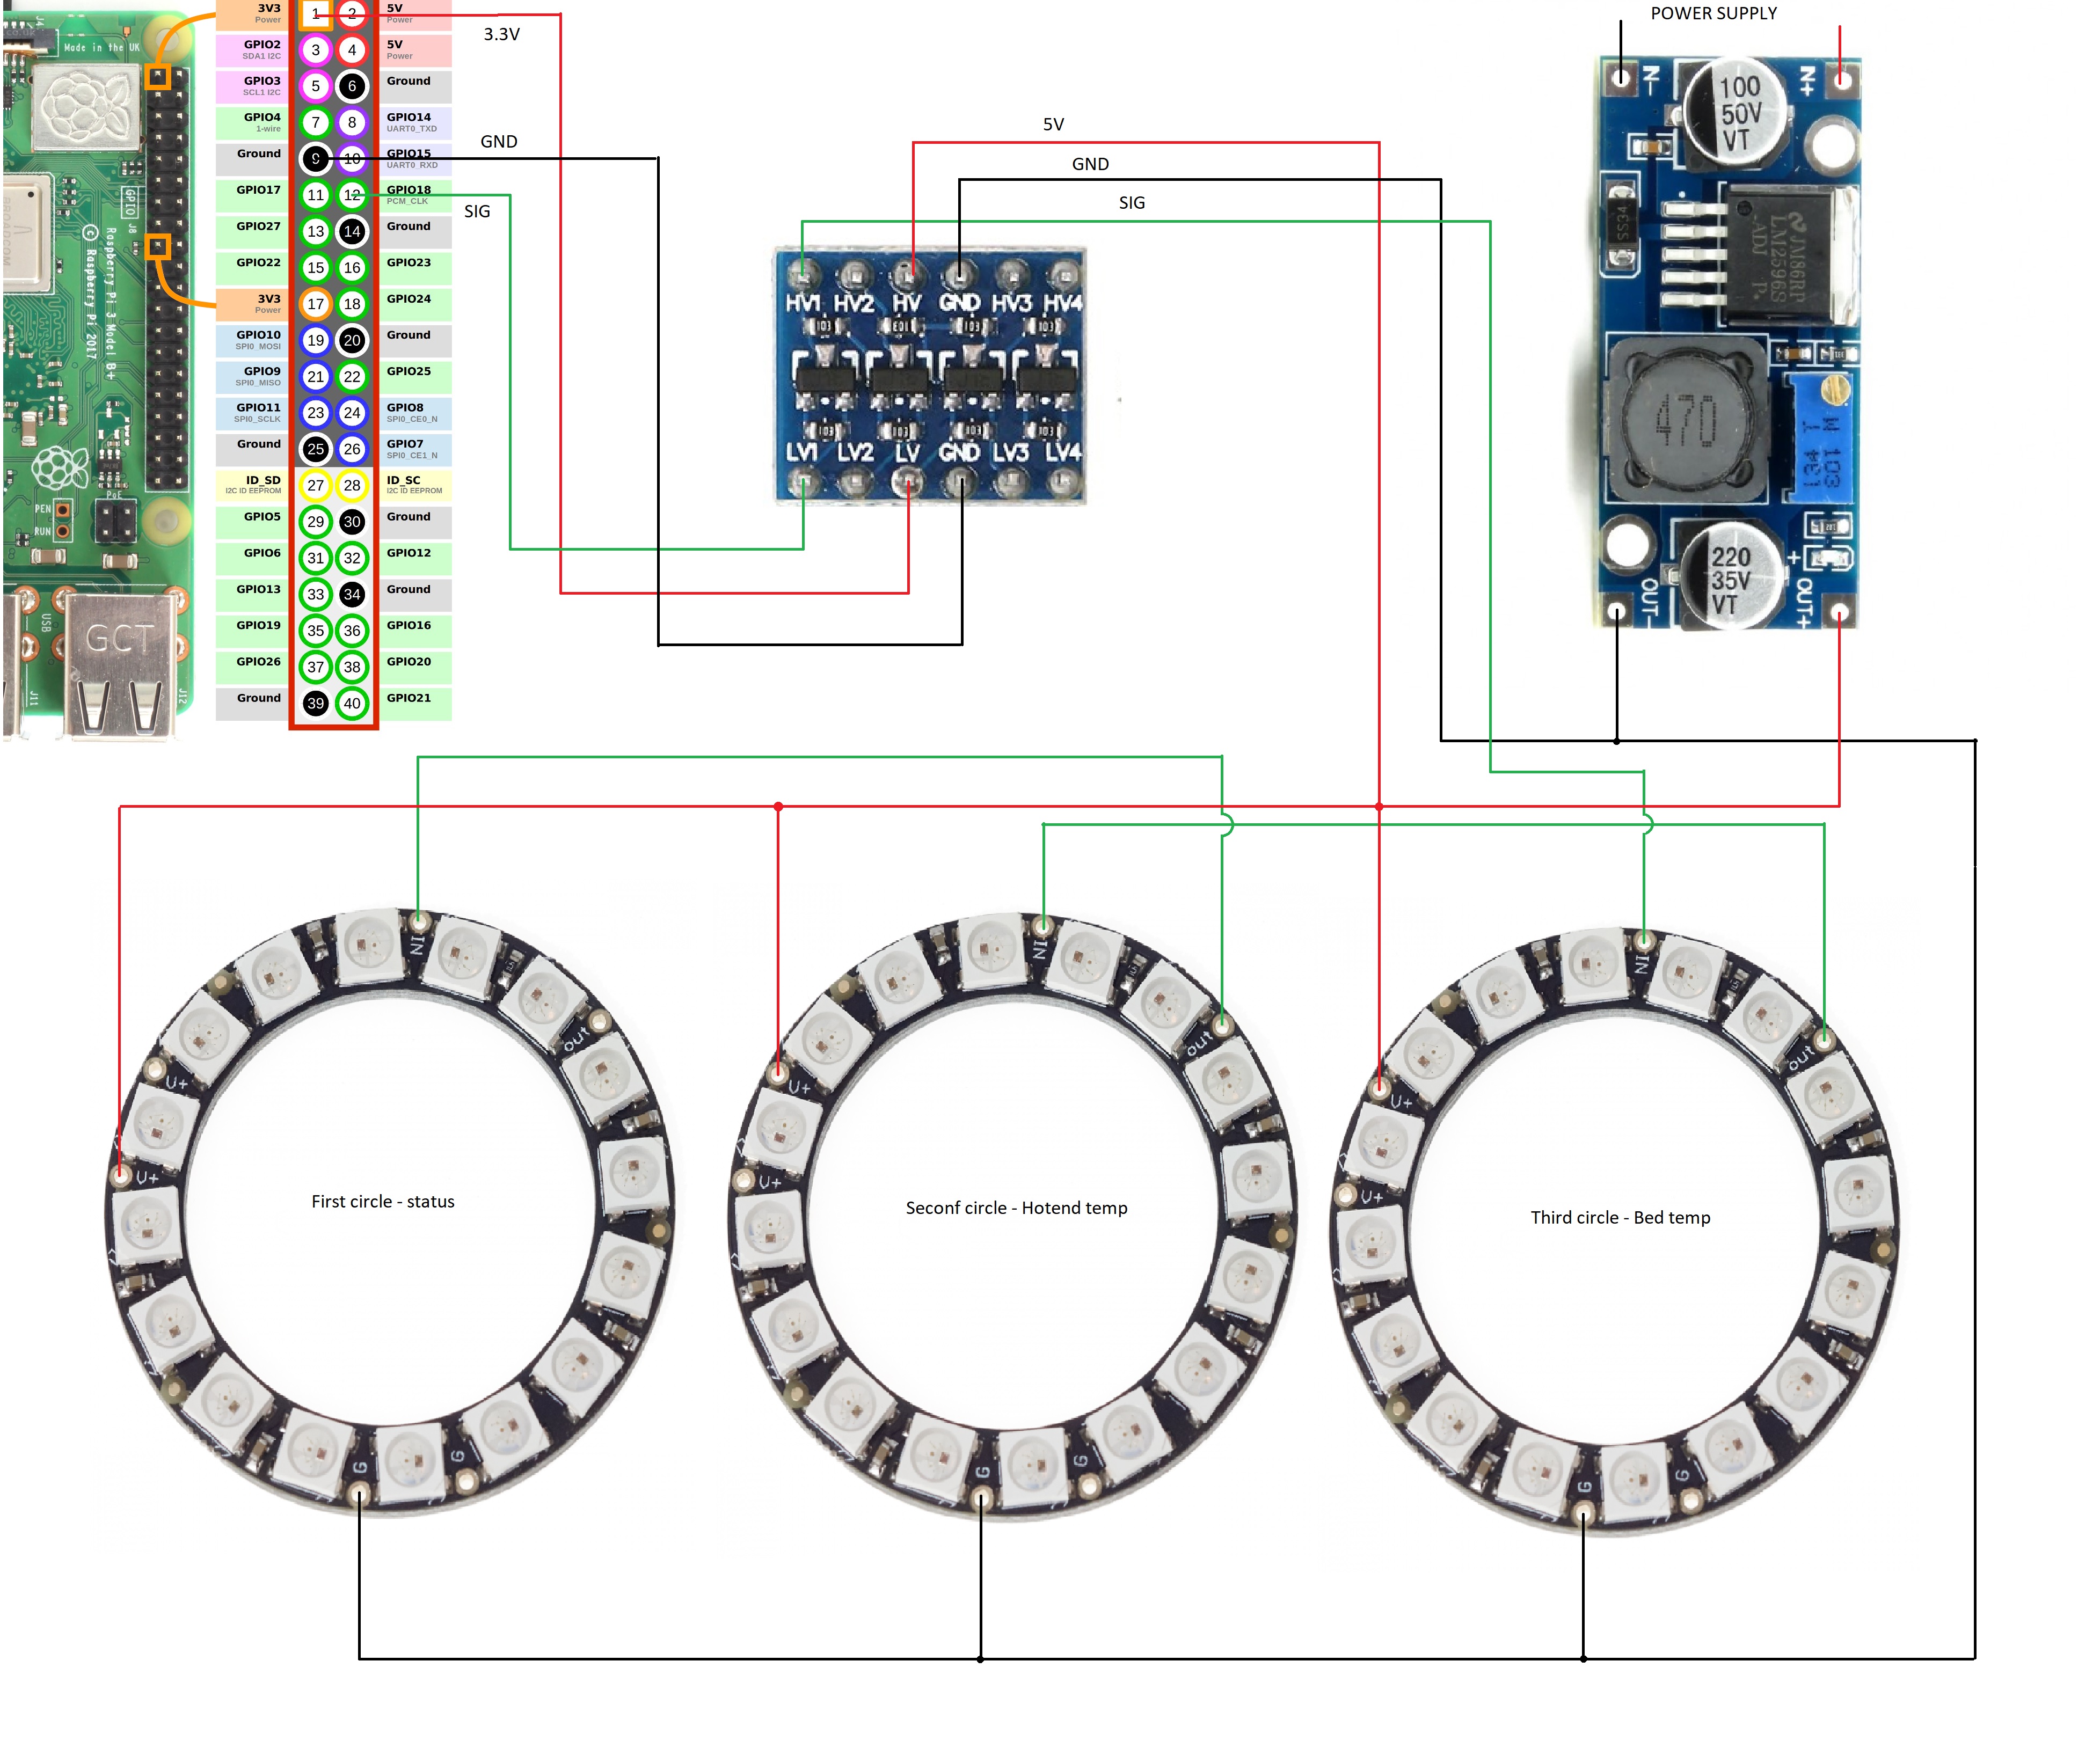 POWER SUPPLY
3V3
Power
1
2
5V
Power
3.3V
GPIO2
SDA1 I2C
3
4
5V
Power
GPIO3
SCL1 I2C
5
6
Ground
GPIO4
1-wire
7
8
GPIO14
UART0_TXD
Ground
9
10
GPIO15
UART0_RXD
GND
GPIO17
11
12
GPIO18
PCM_CLK
SIG
GPIO27
13
14
Ground
GPIO22
15
16
GPIO23
3V3
Power
17
18
GPIO24
GPIO10
SPI0_MOSI
19
20
Ground
GPIO9
SPI0_MISO
21
22
GPIO25
GPIO11
SPI0_SCLK
23
24
GPIO8
SPI0_CE0_N
Ground
25
26
GPIO7
SPI0_CE1_N
ID_SD
I2C ID EEPROM
27
28
ID_SC
I2C ID EEPROM
GPIO5
29
30
Ground
GPIO6
31
32
GPIO12
GPIO13
33
34
Ground
GPIO19
35
36
GPIO16
GPIO26
37
38
GPIO20
Ground
39
40
GPIO21
J4
Made in the UK
GPIO
J8
Raspberry Pi 3 Model B+
© Raspberry Pi 2017
PoE
PEN
RUN
USB
GCT
J11
J12
5V
GND
SIG
HV1 HV2 HV GND HV3 HV4
103 103 103 103
103 103 103 103
LV1 LV2 LV GND LV3 LV4
IN-
IN+
100
50V
VT
SS34
JM86RP
LM2596S
-ADJ P+
470
W
103
220
35V
VT
+
OUT-
OUT+
IN
out
V+
V+
First circle - status
G
G
IN
out
V+
V+
Seconf circle - Hotend temp
G
G
IN
out
V+
V+
Third circle - Bed temp
G
G